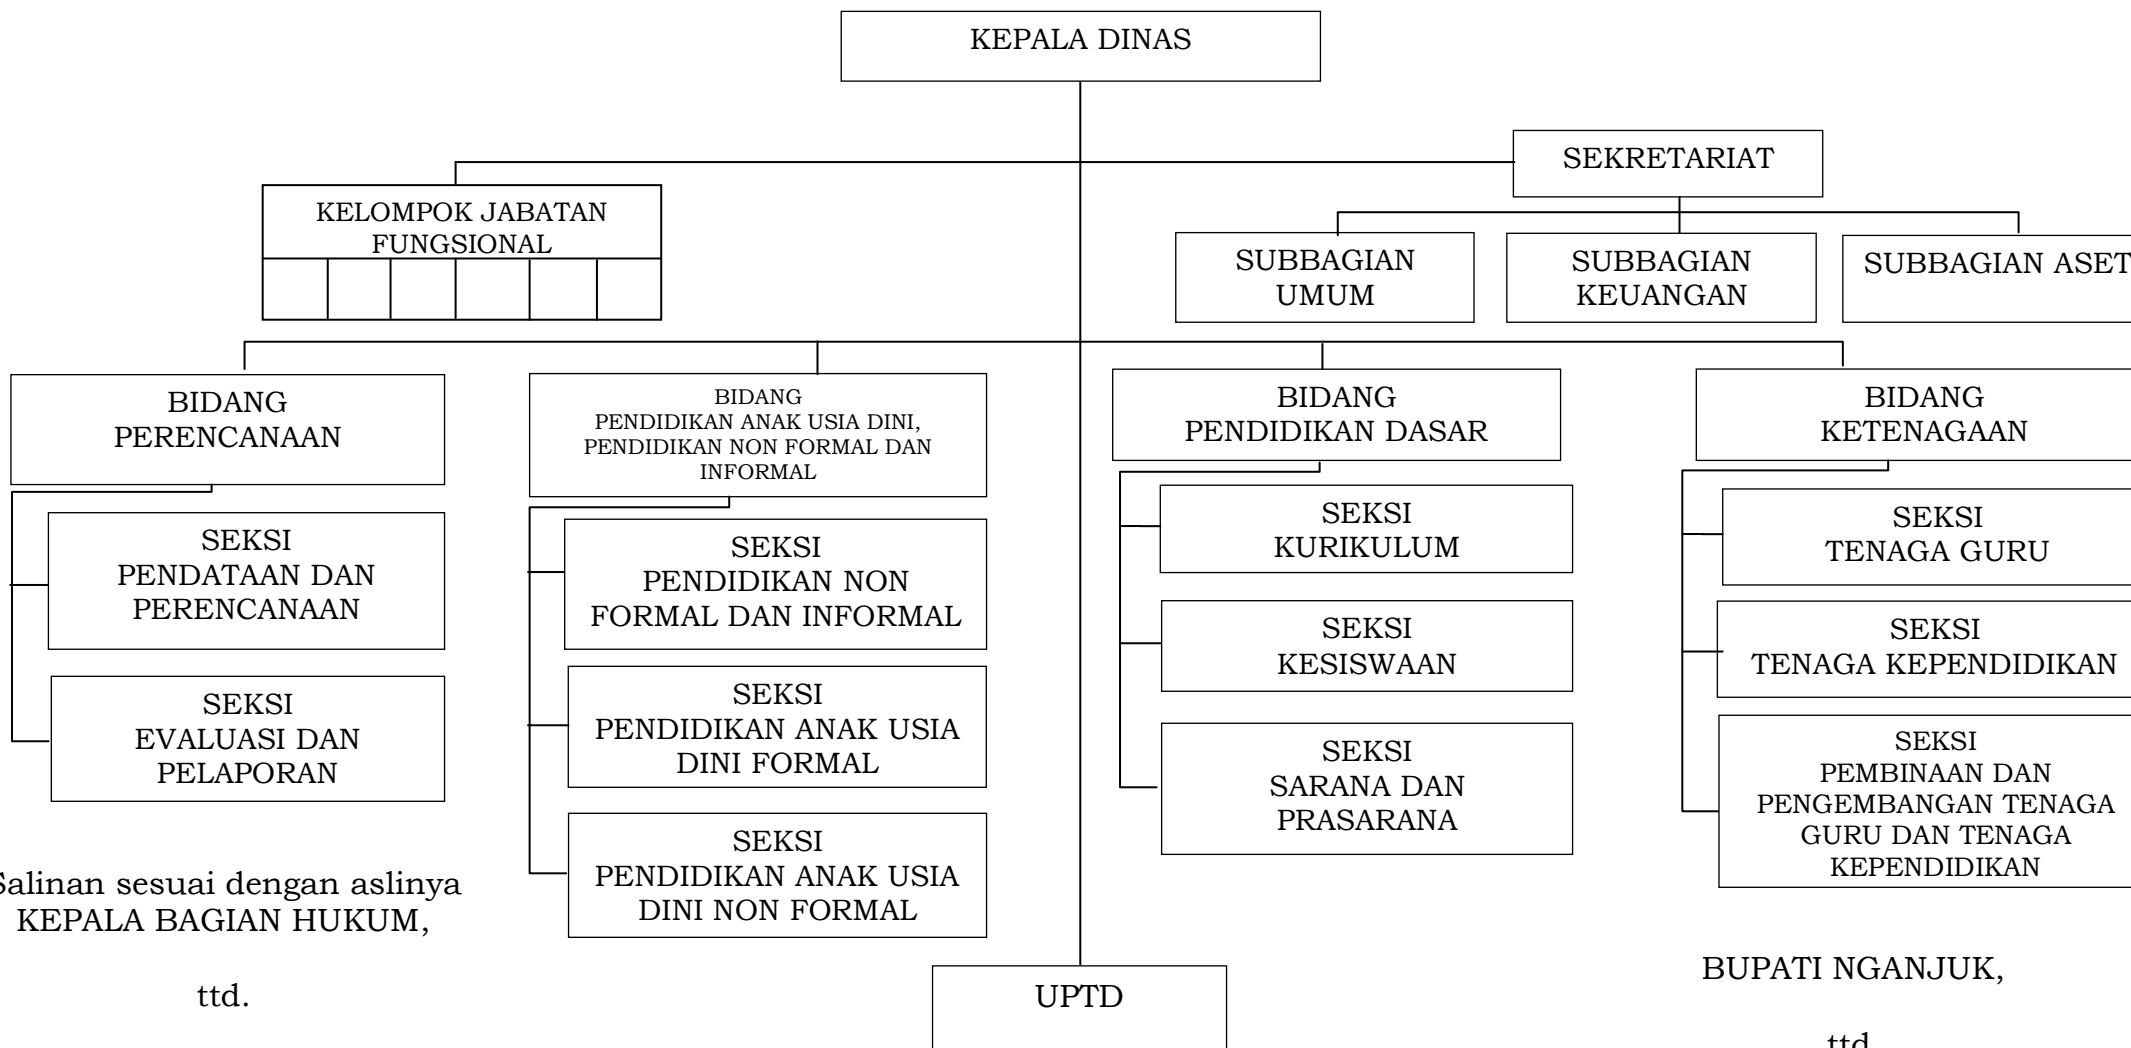 KEPALA DINAS
SEKRETARIAT
KELOMPOK JABATAN
FUNGSIONAL
SUBBAGIAN
UMUM
SUBBAGIAN
KEUANGAN
SUBBAGIAN ASET
BIDANG
PERENCANAAN
SEKSI
PENDATAAN DAN
PERENCANAAN
SEKSI
EVALUASI DAN
PELAPORAN
BIDANG
PENDIDIKAN ANAK USIA DINI,
PENDIDIKAN NON FORMAL DAN
INFORMAL
SEKSI
PENDIDIKAN NON
FORMAL DAN INFORMAL
SEKSI
PENDIDIKAN ANAK USIA
DINI FORMAL
SEKSI
PENDIDIKAN ANAK USIA
DINI NON FORMAL
BIDANG
PENDIDIKAN DASAR
SEKSI
KURIKULUM
SEKSI
KESISWAAN
SEKSI
SARANA DAN
PRASARANA
BIDANG
KETENAGAAN
SEKSI
TENAGA GURU
SEKSI
TENAGA KEPENDIDIKAN
SEKSI
PEMBINAAN DAN
PENGEMBANGAN TENAGA
GURU DAN TENAGA
KEPENDIDIKAN
UPTD
Salinan sesuai dengan aslinya
KEPALA BAGIAN HUKUM,
ttd.
BUPATI NGANJUK,
ttd